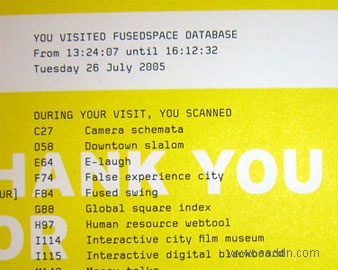 YOU VISITED FUSEDSPACE DATABASE
From 13:24:07 until 16:12:32
Tuesday 26 July 2005
DURING YOUR VISIT, YOU SCANNED
C27 Camera schemata
D58 Downtown slalom
E64 E-laugh
F74 False experience city
UR] F84 Fused swing
G88 Global square index
H97 Human resource webtool
I114 Interactive city film museum
I115 Interactive digital blackboard
HANK YOU
OR